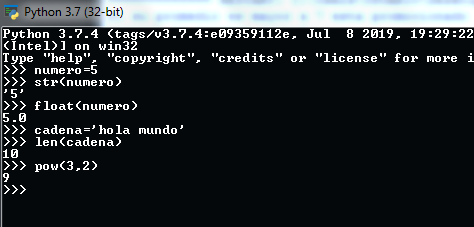 Python 3.7 (32-bit)
Python 3.7.4 (tags/v3.7.4:e09359112e, Jul  8 2019, 19:29:22
(Intel)] on win32
Type "help", "copyright", "credits" or "license" for more i
>>> numero=5
>>> str(numero)
'5'
>>> float(numero)
5.0
>>> cadena='hola mundo'
>>> len(cadena)
10
>>> pow(3,2)
9
>>>